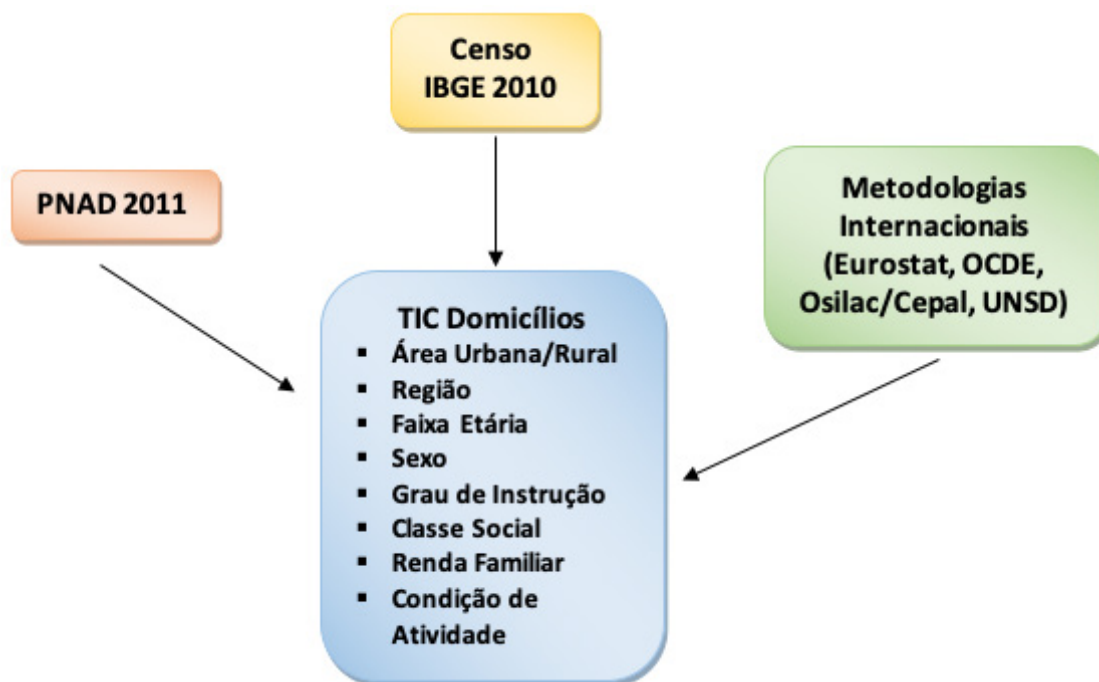 Censo
IBGE 2010
PNAD 2011
Metodologias
Internacionais
(Eurostat, OCDE,
Osilac/Cepal, UNSD)
TIC Domicílios
▪ Área Urbana/Rural
▪ Região
▪ Faixa Etária
▪ Sexo
▪ Grau de Instrução
▪ Classe Social
▪ Renda Familiar
▪ Condição de
Atividade